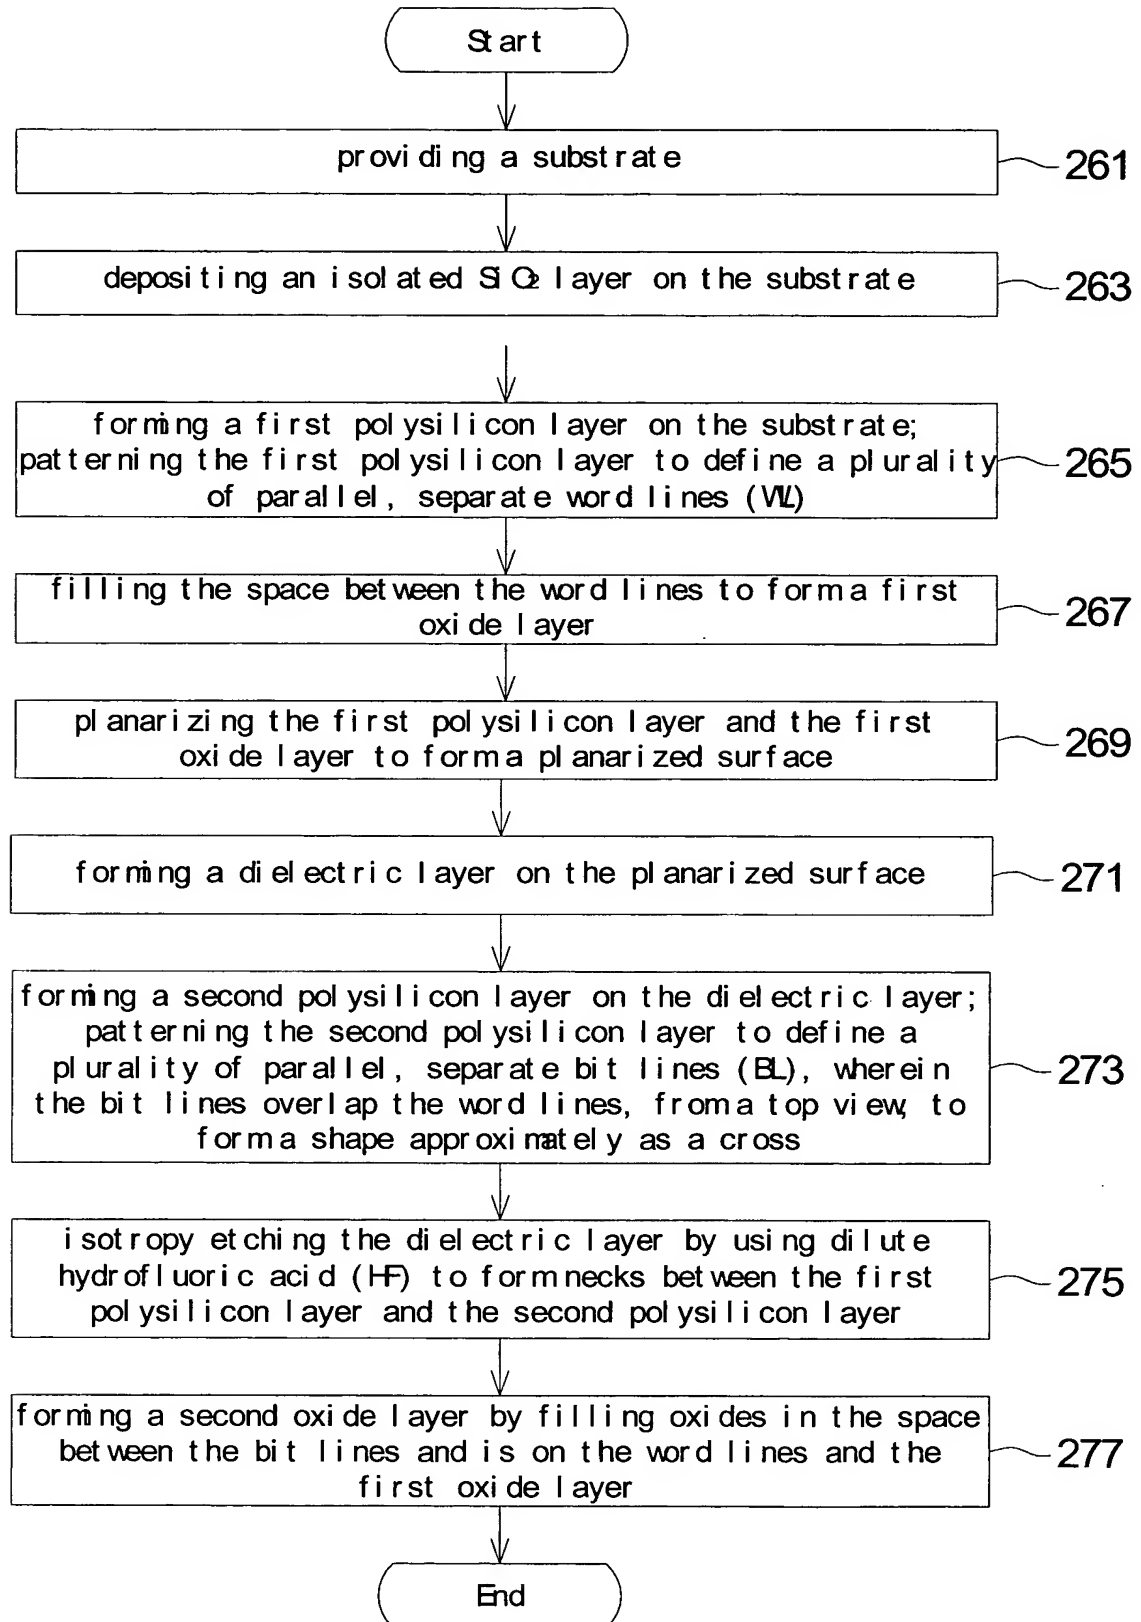 Start
providing a substrate
261
depositing an isolated SiO2 layer on the substrate
263
forming a first polysilicon layer on the substrate;
patterning the first polysilicon layer to define a plurality
of parallel, separate word lines (WL)
265
filling the space between the word lines to form a first
oxide layer
267
planarizing the first polysilicon layer and the first
oxide layer to form a planarized surface
269
forming a dielectric layer on the planarized surface
271
forming a second polysilicon layer on the dielectric layer;
patterning the second polysilicon layer to define a
plurality of parallel, separate bit lines (BL), wherein
the bit lines overlap the word lines, from a top view, to
form a shape approximately as a cross
273
isotropy etching the dielectric layer by using dilute
hydrofluoric acid (HF) to form necks between the first
polysilicon layer and the second polysilicon layer
275
forming a second oxide layer by filling oxides in the space
between the bit lines and is on the word lines and the
first oxide layer
277
End